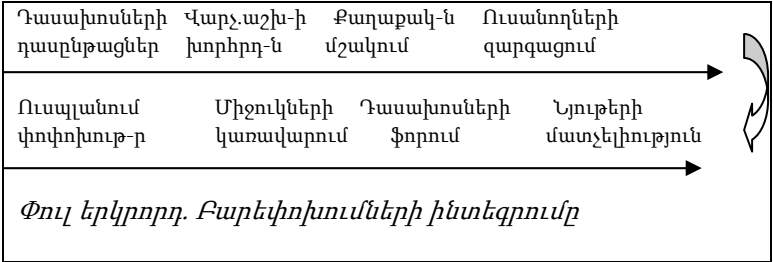 Դասախոսների Վարչ.աշխ-ի Քաղաքակ-ն Ուսանողների
դասընթացներ խորհրդ-ն մշակում զարգացում
Ուսպլանում Միջուկների Դասախոսների Նյութերի
փոփոխութ-ր կառավարում ֆորում մատչելիություն
Փուլ երկրորդ. Բարեփոխումների ինտեգրումը